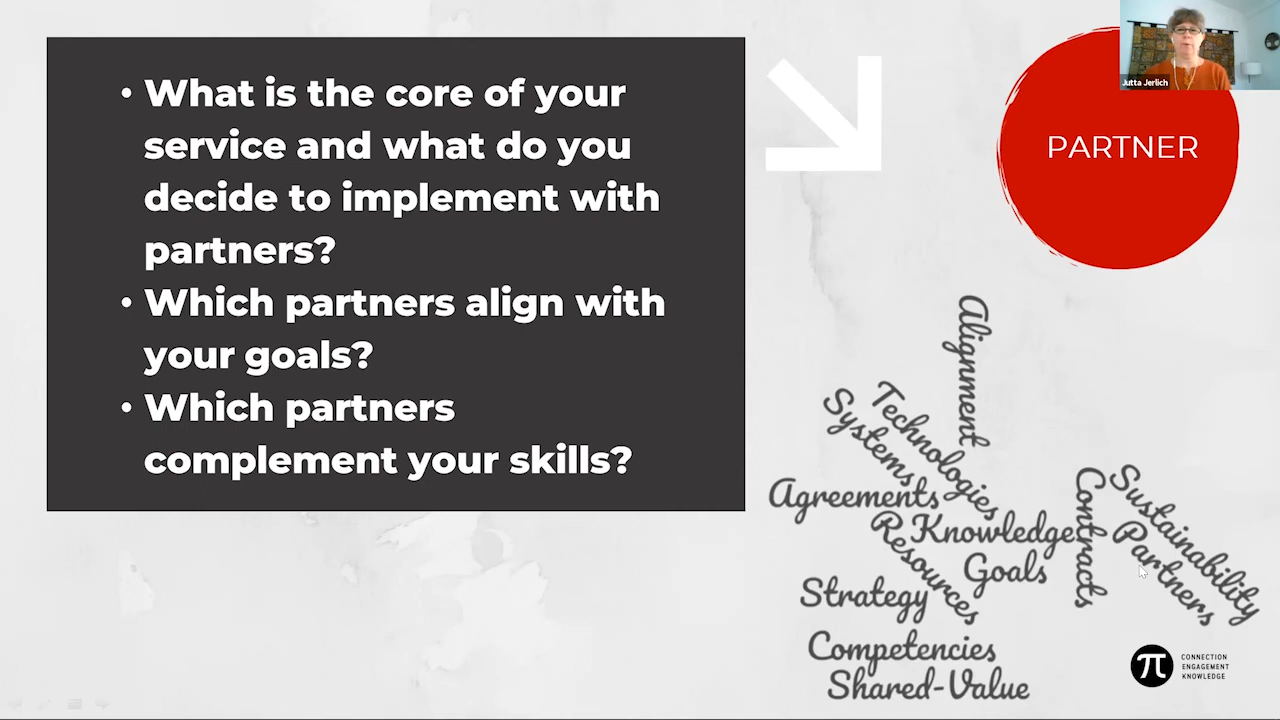 • What is the core of your
service and what do you
decide to implement with
partners?
• Which partners align with
your goals?
• Which partners
complement your skills?
Jutta Jerlich
PARTNER
Alignment
Technologies
Systems
Agreements
Knowledge
Resources
Goals
Contracts
Sustainability
Partners
Strategy
Competencies
Shared-Value
π
CONNECTION
ENGAGEMENT
KNOWLEDGE